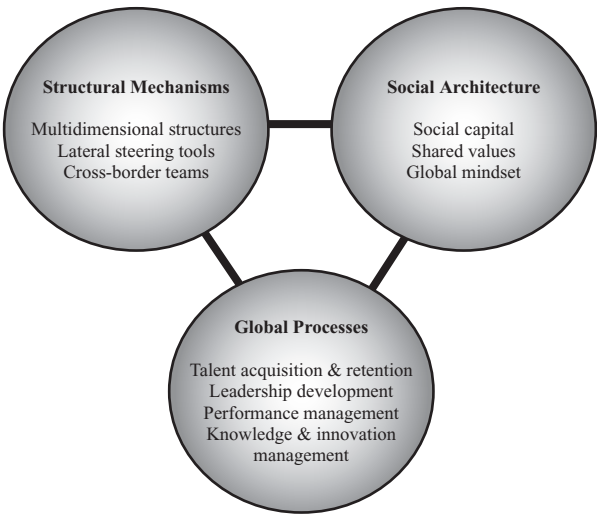 Structural Mechanisms
Multidimensional structures
Lateral steering tools
Cross-border teams
Social Architecture
Social capital
Shared values
Global mindset
Global Processes
Talent acquisition & retention
Leadership development
Performance management
Knowledge & innovation
management